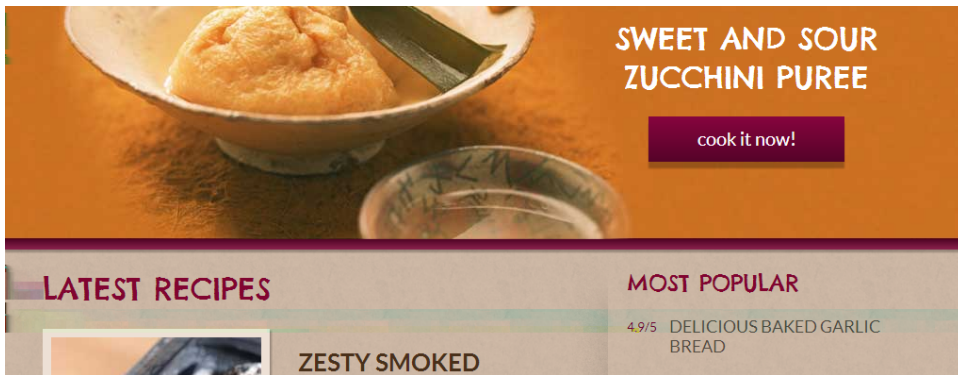 SWEET AND SOUR
ZUCCHINI PUREE
cook it now!
LATEST RECIPES
ZESTY SMOKED
MOST POPULAR
4.9/5 DELICIOUS BAKED GARLIC
BREAD